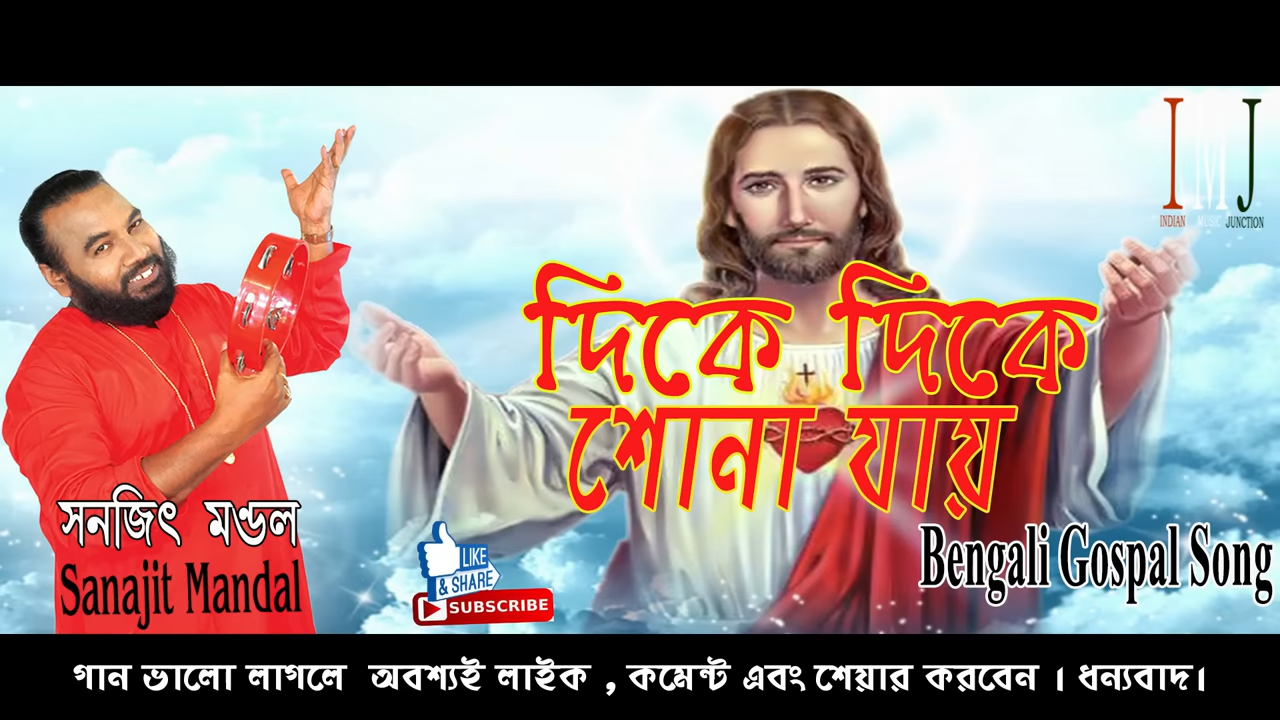 I M J
INDIAN MUSIC JUNCTION
দিকে দিকে
শোনা যায়
সনজিৎ মণ্ডল
Sanajit Mandal
LIKE
& SHARE
SUBSCRIBE
Bengali Gospal Song
গান ভালো লাগলে অবশ্যই লাইক , কমেন্ট এবং শেয়ার করবেন । ধন্যবাদ।